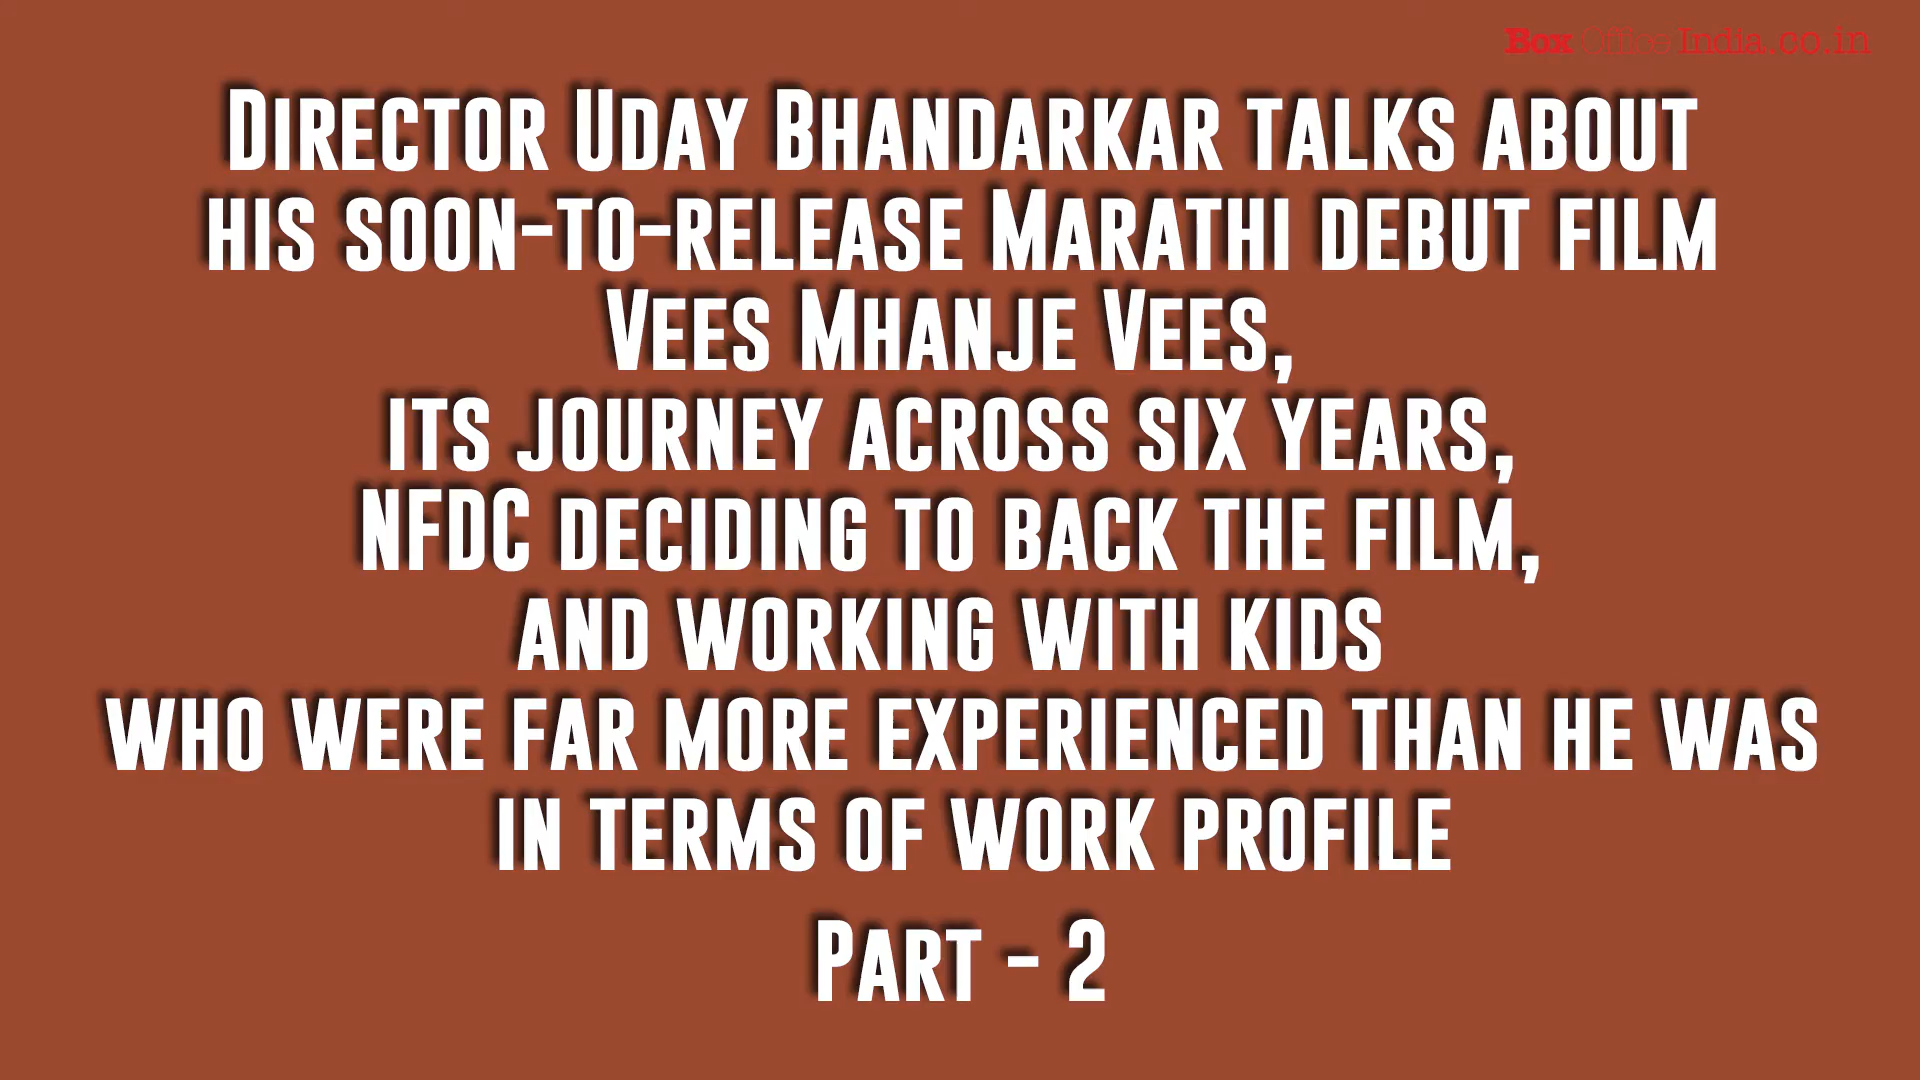 Box Office India.co.in
Director Uday Bhandarkar talks about
his soon-to-release Marathi debut film
Vees Mhanje Vees,
its journey across six years,
NFDC deciding to back the film,
and working with kids
who were far more experienced than he was
in terms of work profile
Part - 2